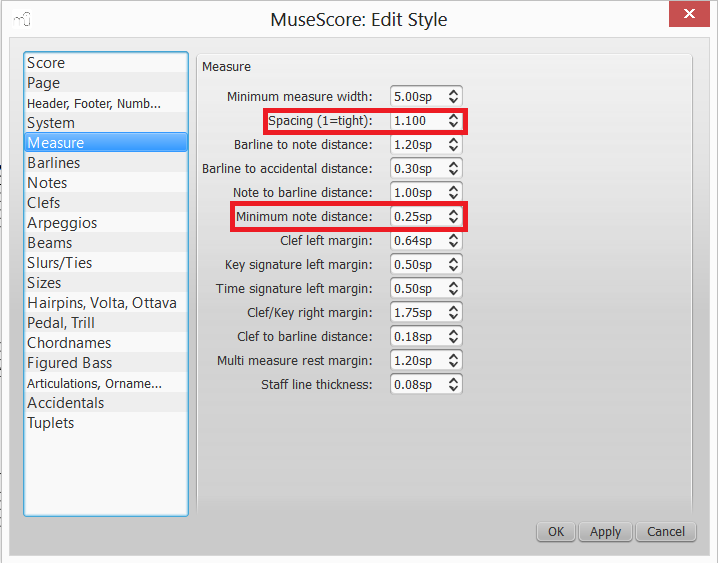 MuseScore: Edit Style
Score
Page
Header, Footer, Numb...
System
Measure
Barlines
Notes
Clefs
Arpeggios
Beams
Slurs/Ties
Sizes
Hairpins, Volta, Ottava
Pedal, Trill
Chordnames
Figured Bass
Articulations, Orname...
Accidentals
Tuplets
Measure
Minimum measure width: 5.00sp
Spacing (1=tight): 1.100
Barline to note distance: 1.20sp
Barline to accidental distance: 0.30sp
Note to barline distance: 1.00sp
Minimum note distance: 0.25sp
Clef left margin: 0.64sp
Key signature left margin: 0.50sp
Time signature left margin: 0.50sp
Clef/Key right margin: 1.75sp
Clef to barline distance: 0.18sp
Multi measure rest margin: 1.20sp
Staff line thickness: 0.08sp
OK Apply Cancel